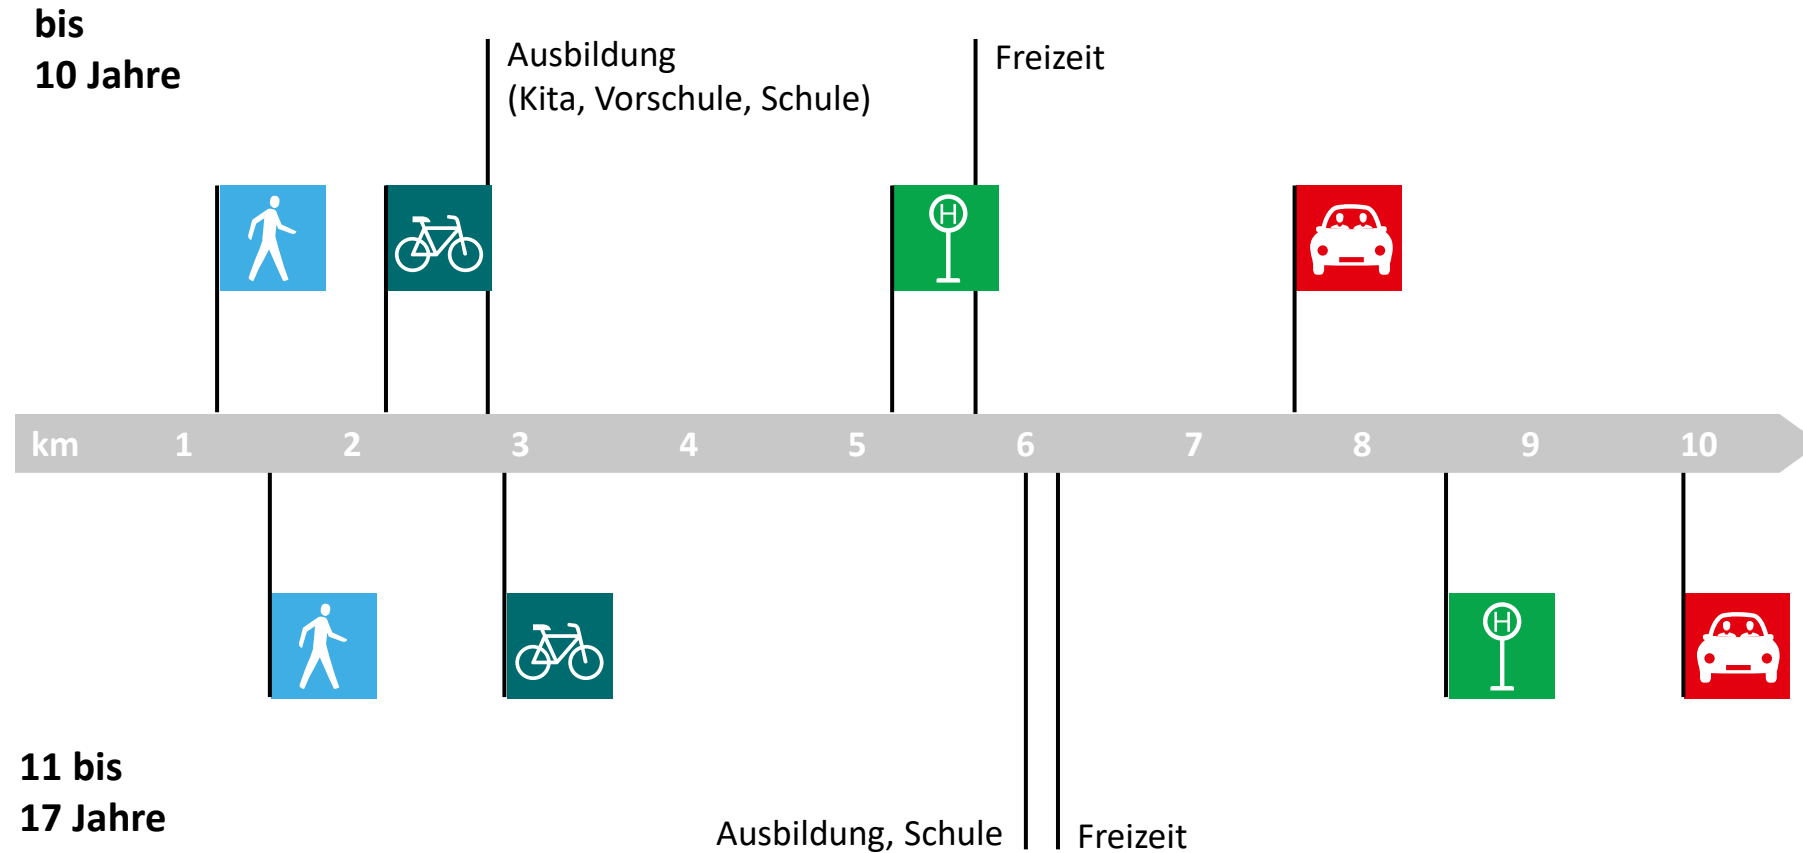 bis
10 Jahre
Ausbildung
(Kita, Vorschule, Schule)
Freizeit
H
km 1 2 3 4 5 6 7 8 9 10
H
11 bis
17 Jahre
Ausbildung, Schule
Freizeit